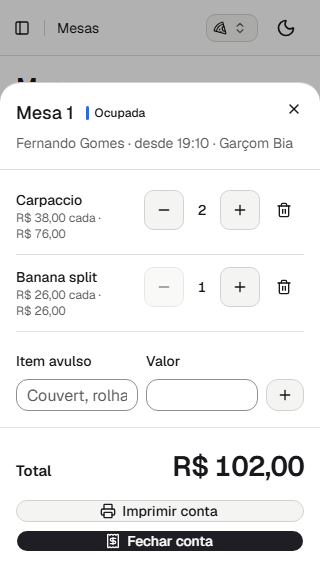 Mesas
Mesa 1 Ocupada
Fernando Gomes · desde 19:10 · Garçom Bia
Carpaccio
R$ 38,00 cada ·
R$ 76,00
2
Banana split
R$ 26,00 cada ·
R$ 26,00
1
Item avulso Valor
Couvert, rolha
Total R$ 102,00
Imprimir conta
Fechar conta